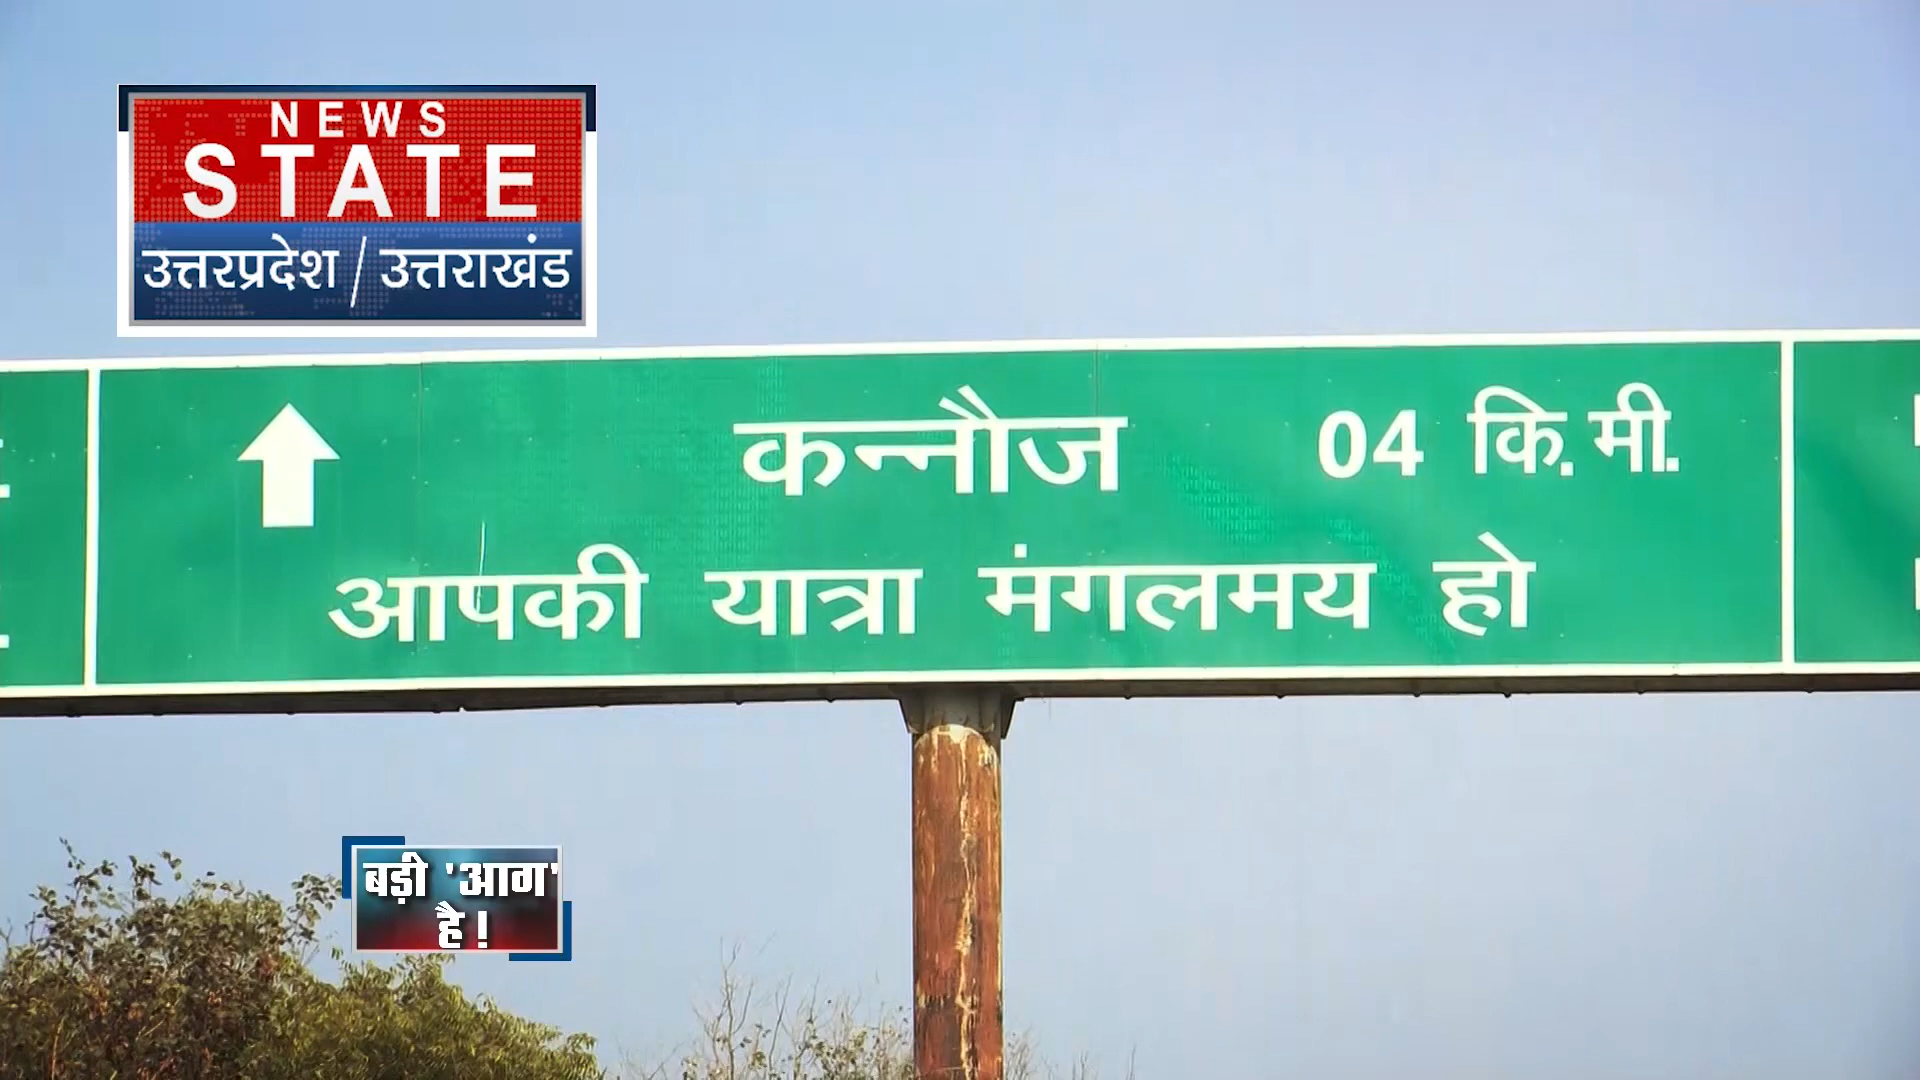 NEWS
STATE
उत्तरप्रदेश / उत्तराखंड
कन्नौज 04 कि.मी.
आपकी यात्रा मंगलमय हो
बड़ी 'आग'
है !